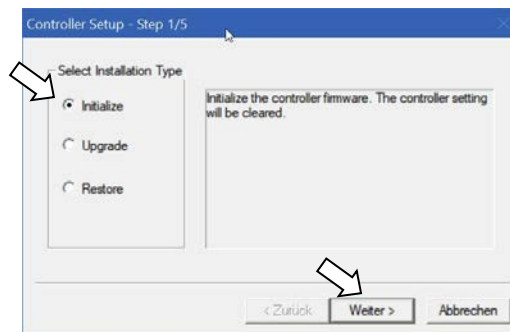 Controller Setup - Step 1/5
Select Installation Type
Initialize
Upgrade
Restore
Initialize the controller firmware. The controller setting
will be cleared.
< Zurück
Weiter >
Abbrechen